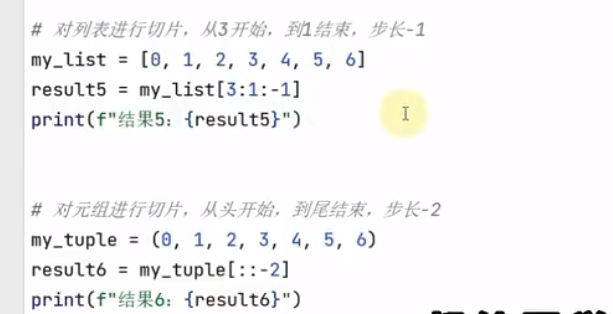 # 对列表进行切片，从3开始，到1结束，步长-1
my_list = [0, 1, 2, 3, 4, 5, 6]
result5 = my_list[3:1:-1]
print(f"结果5：{result5}")
# 对元组进行切片，从头开始，到尾结束，步长-2
my_tuple = (0, 1, 2, 3, 4, 5, 6)
result6 = my_tuple[::-2]
print(f"结果6：{result6}")